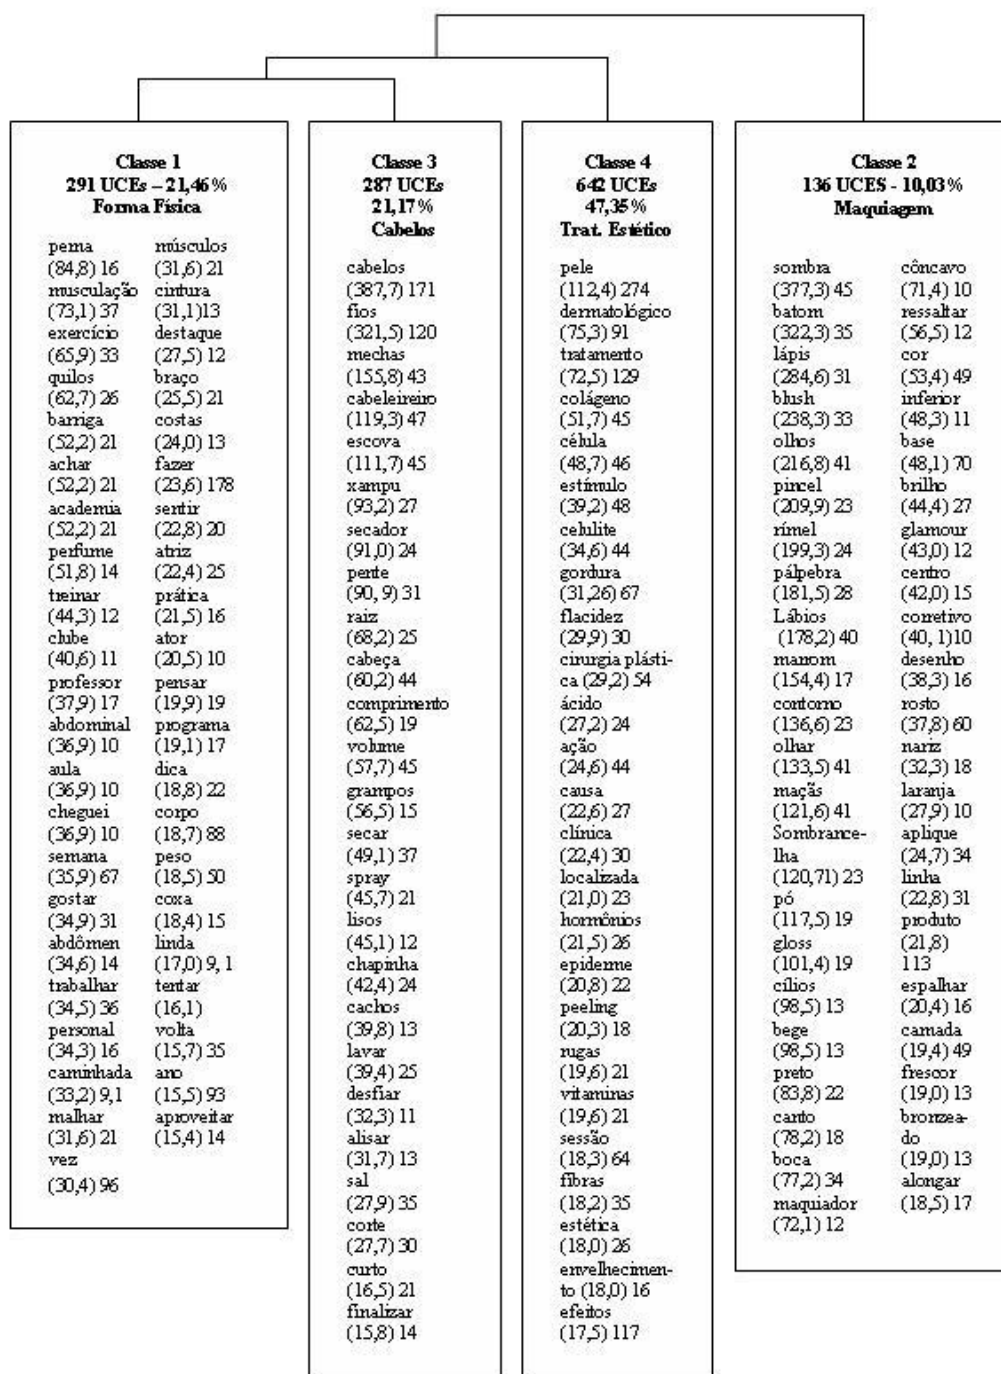 Classe 1
291 UCEs – 21,46%
Forma Física
perna músculos
(84,8) 16 (31,6) 21
musculação cintura
(73,1) 37 (31,1)13
exercício destaque
(65,9) 33 (27,5) 12
quilos braço
(62,7) 26 (25,5) 21
barriga costas
(52,2) 21 (24,0) 13
achar fazer
(52,2) 21 (23,6) 178
academia sentir
(52,2) 21 (22,8) 20
perfume atriz
(51,8) 14 (22,4) 25
treinar prática
(44,3) 12 (21,5) 16
clube ator
(40,6) 11 (20,5) 10
professor pensar
(37,9) 17 (19,9) 19
abdominal programa
(36,9) 10 (19,1) 17
aula dica
(36,9) 10 (18,8) 22
cheguei corpo
(36,9) 10 (18,7) 88
semana peso
(35,9) 67 (18,5) 50
gostar coxa
(34,9) 31 (18,4) 15
abdômen linda
(34,6) 14 (17,0) 9, 1
trabalhar tentar
(34,5) 36 (16,1)
personal volta
(34,3) 16 (15,7) 35
caminhada ano
(33,2) 9,1 (15,5) 93
malhar aproveitar
(31,6) 21 (15,4) 14
vez
(30,4) 96
Classe 3
287 UCEs
21,17%
Cabelos
cabelos
(387,7) 171
fios
(321,5) 120
mechas
(155,8) 43
cabeleireiro
(119,3) 47
escova
(111,7) 45
xampu
(93,2) 27
secador
(91,0) 24
pente
(90, 9) 31
raiz
(68,2) 25
cabeça
(60,2) 44
comprimento
(62,5) 19
volume
(57,7) 45
grampos
(56,5) 15
secar
(49,1) 37
spray
(45,7) 21
lisos
(45,1) 12
chapinha
(42,4) 24
cachos
(39,8) 13
lavar
(39,4) 25
desfiar
(32,3) 11
alisar
(31,7) 13
sal
(27,9) 35
corte
(27,7) 30
curto
(16,5) 21
finalizar
(15,8) 14
Classe 4
642 UCEs
47,35%
Trat. Estético
pele
(112,4) 274
dermatológico
(75,3) 91
tratamento
(72,5) 129
colágeno
(51,7) 45
célula
(48,7) 46
estímulo
(39,2) 48
celulite
(34,6) 44
gordura
(31,26) 67
flacidez
(29,9) 30
cirurgia plásti-
ca (29,2) 54
ácido
(27,2) 24
ação
(24,6) 44
causa
(22,6) 27
clínica
(22,4) 30
localizada
(21,0) 23
hormônios
(21,5) 26
epiderme
(20,8) 22
peeling
(20,3) 18
rugas
(19,6) 21
vitaminas
(19,6) 21
sessão
(18,3) 64
fibras
(18,2) 35
estética
(18,0) 26
envelhecimen-
to (18,0) 16
efeitos
(17,5) 117
Classe 2
136 UCES - 10,03%
Maquiagem
sombra côncavo
(377,3) 45 (71,4) 10
batom ressaltar
(322,3) 35 (56,5) 12
lápis cor
(284,6) 31 (53,4) 49
blush inferior
(238,3) 33 (48,3) 11
olhos base
(216,8) 41 (48,1) 70
pincel brilho
(209,9) 23 (44,4) 27
rímel glamour
(199,3) 24 (43,0) 12
pálpebra centro
(181,5) 28 (42,0) 15
Lábios corretivo
(178,2) 40 (40, 1)10
marrom desenho
(154,4) 17 (38,3) 16
contorno rosto
(136,6) 23 (37,8) 60
olhar nariz
(133,5) 41 (32,3) 18
maçãs laranja
(121,6) 41 (27,9) 10
Sombrance- aplique
lha (24,7) 34
(120,71) 23 linha
pó (22,8) 31
(117,5) 19 produto
gloss (21,8)
(101,4) 19 113
cílios espalhar
(98,5) 13 (20,4) 16
bege camada
(98,5) 13 (19,4) 49
preto frescor
(83,8) 22 (19,0) 13
canto bronzea-
(78,2) 18 do
boca (19,0) 13
(77,2) 34 alongar
maquiador (18,5) 17
(72,1) 12